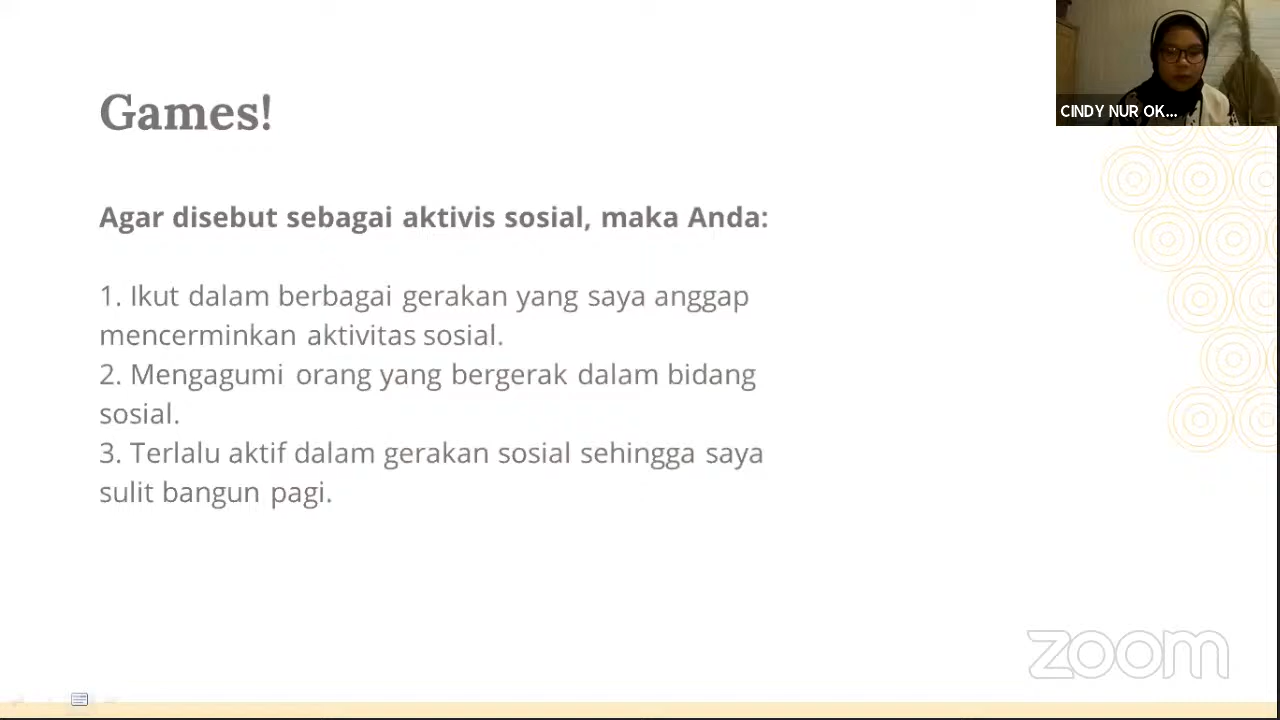 CINDY NUR OK...
Games!
Agar disebut sebagai aktivis sosial, maka Anda:
1. Ikut dalam berbagai gerakan yang saya anggap
mencerminkan aktivitas sosial.
2. Mengagumi orang yang bergerak dalam bidang
sosial.
3. Terlalu aktif dalam gerakan sosial sehingga saya
sulit bangun pagi.
zoom